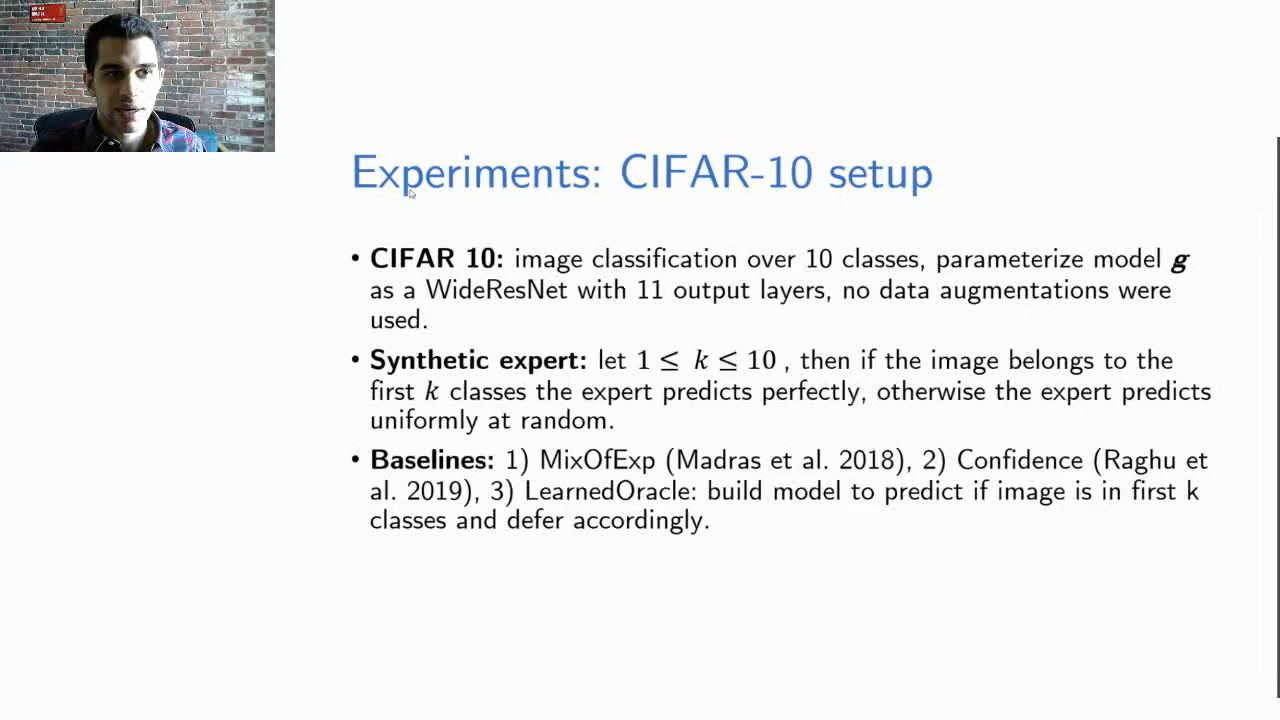 Experiments: CIFAR-10 setup
• CIFAR 10: image classification over 10 classes, parameterize model g
as a WideResNet with 11 output layers, no data augmentations were
used.
• Synthetic expert: let 1 ≤ k ≤ 10 , then if the image belongs to the
first k classes the expert predicts perfectly, otherwise the expert predicts
uniformly at random.
• Baselines: 1) MixOfExp (Madras et al. 2018), 2) Confidence (Raghu et
al. 2019), 3) LearnedOracle: build model to predict if image is in first k
classes and defer accordingly.